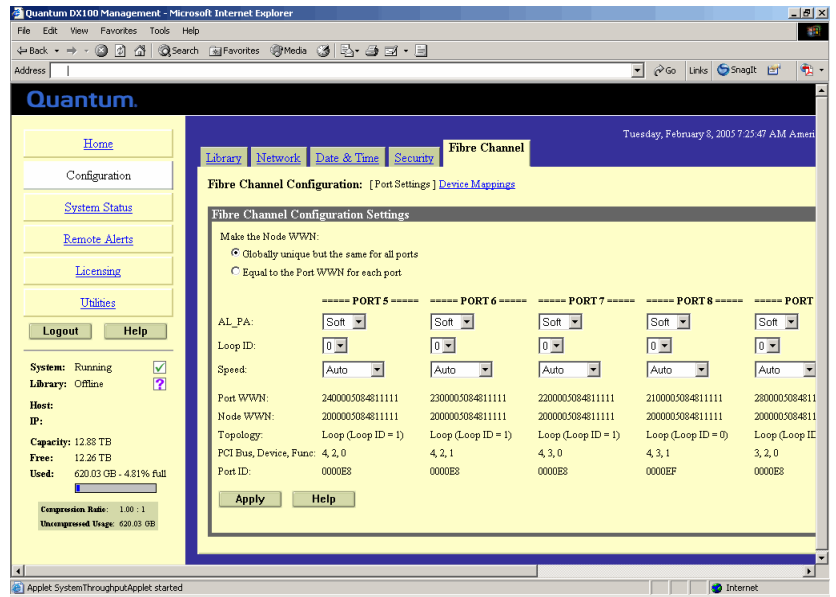 Quantum DX100 Management - Microsoft Internet Explorer
File Edit View Favorites Tools Help
Back Search Favorites Media
Address Go Links SnagIt
Quantum.
Tuesday, February 8, 2005 7:25:47 AM Ameri
Home
Configuration
System Status
Remote Alerts
Licensing
Utilities
Logout Help
System: Running
Library: Offline
Host:
IP:
Capacity: 12.88 TB
Free: 12.26 TB
Used: 620.03 GB - 4.81% full
Compression Ratio: 1.00 : 1
Uncompressed Usage: 620.03 GB
Library Network Date & Time Security Fibre Channel
Fibre Channel Configuration: [Port Settings ] Device Mappings
Fibre Channel Configuration Settings
Make the Node WWN:
Globally unique but the same for all ports
Equal to the Port WWN for each port
===== PORT 5 ===== ===== PORT 6 ===== ===== PORT 7 ===== ===== PORT 8 ===== ===== PORT
AL_PA: Soft Soft Soft Soft Soft
Loop ID: 0 0 0 0 0
Speed: Auto Auto Auto Auto Auto
Port WWN: 2400005084811111 2300005084811111 2200005084811111 2100005084811111 2800005084811
Node WWN: 2000005084811111 2000005084811111 2000005084811111 2000005084811111 2000005084811
Topology: Loop (Loop ID = 1) Loop (Loop ID = 1) Loop (Loop ID = 1) Loop (Loop ID = 0) Loop (Loop ID
PCI Bus, Device, Func: 4, 2, 0 4, 2, 1 4, 3, 0 4, 3, 1 3, 2, 0
Port ID: 0000E8 0000E8 0000E8 0000EF 0000E8
Apply Help
Applet SystemThroughputApplet started
Internet